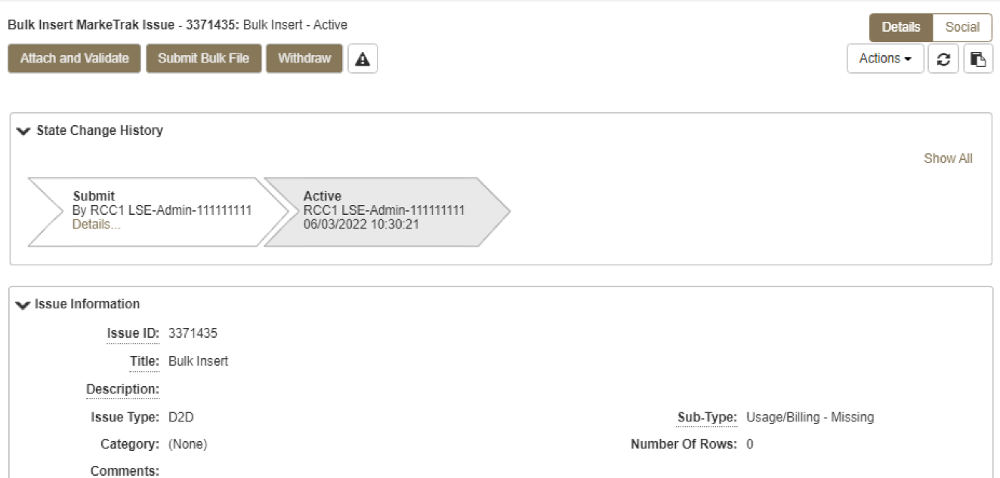 Bulk Insert MarkeTrak Issue - 3371435: Bulk Insert - Active
Details Social
Attach and Validate Submit Bulk File Withdraw
Actions
State Change History
Show All
Submit
By RCC1 LSE-Admin-111111111
Details...
Active
RCC1 LSE-Admin-111111111
06/03/2022 10:30:21
Issue Information
Issue ID: 3371435
Title: Bulk Insert
Description:
Issue Type: D2D Sub-Type: Usage/Billing - Missing
Category: (None) Number Of Rows: 0
Comments: